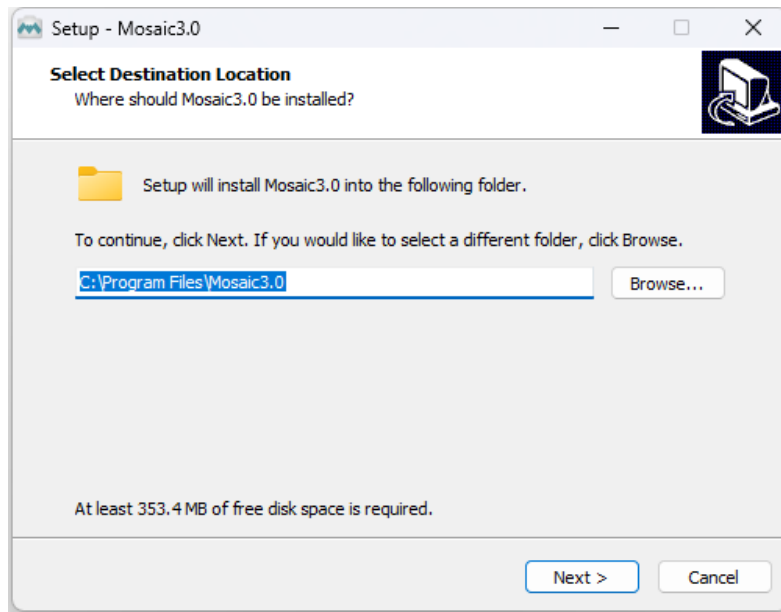 Setup - Mosaic3.0
Select Destination Location
Where should Mosaic3.0 be installed?
Setup will install Mosaic3.0 into the following folder.
To continue, click Next. If you would like to select a different folder, click Browse.
C:\Program Files\Mosaic3.0
Browse...
At least 353.4 MB of free disk space is required.
Next >
Cancel